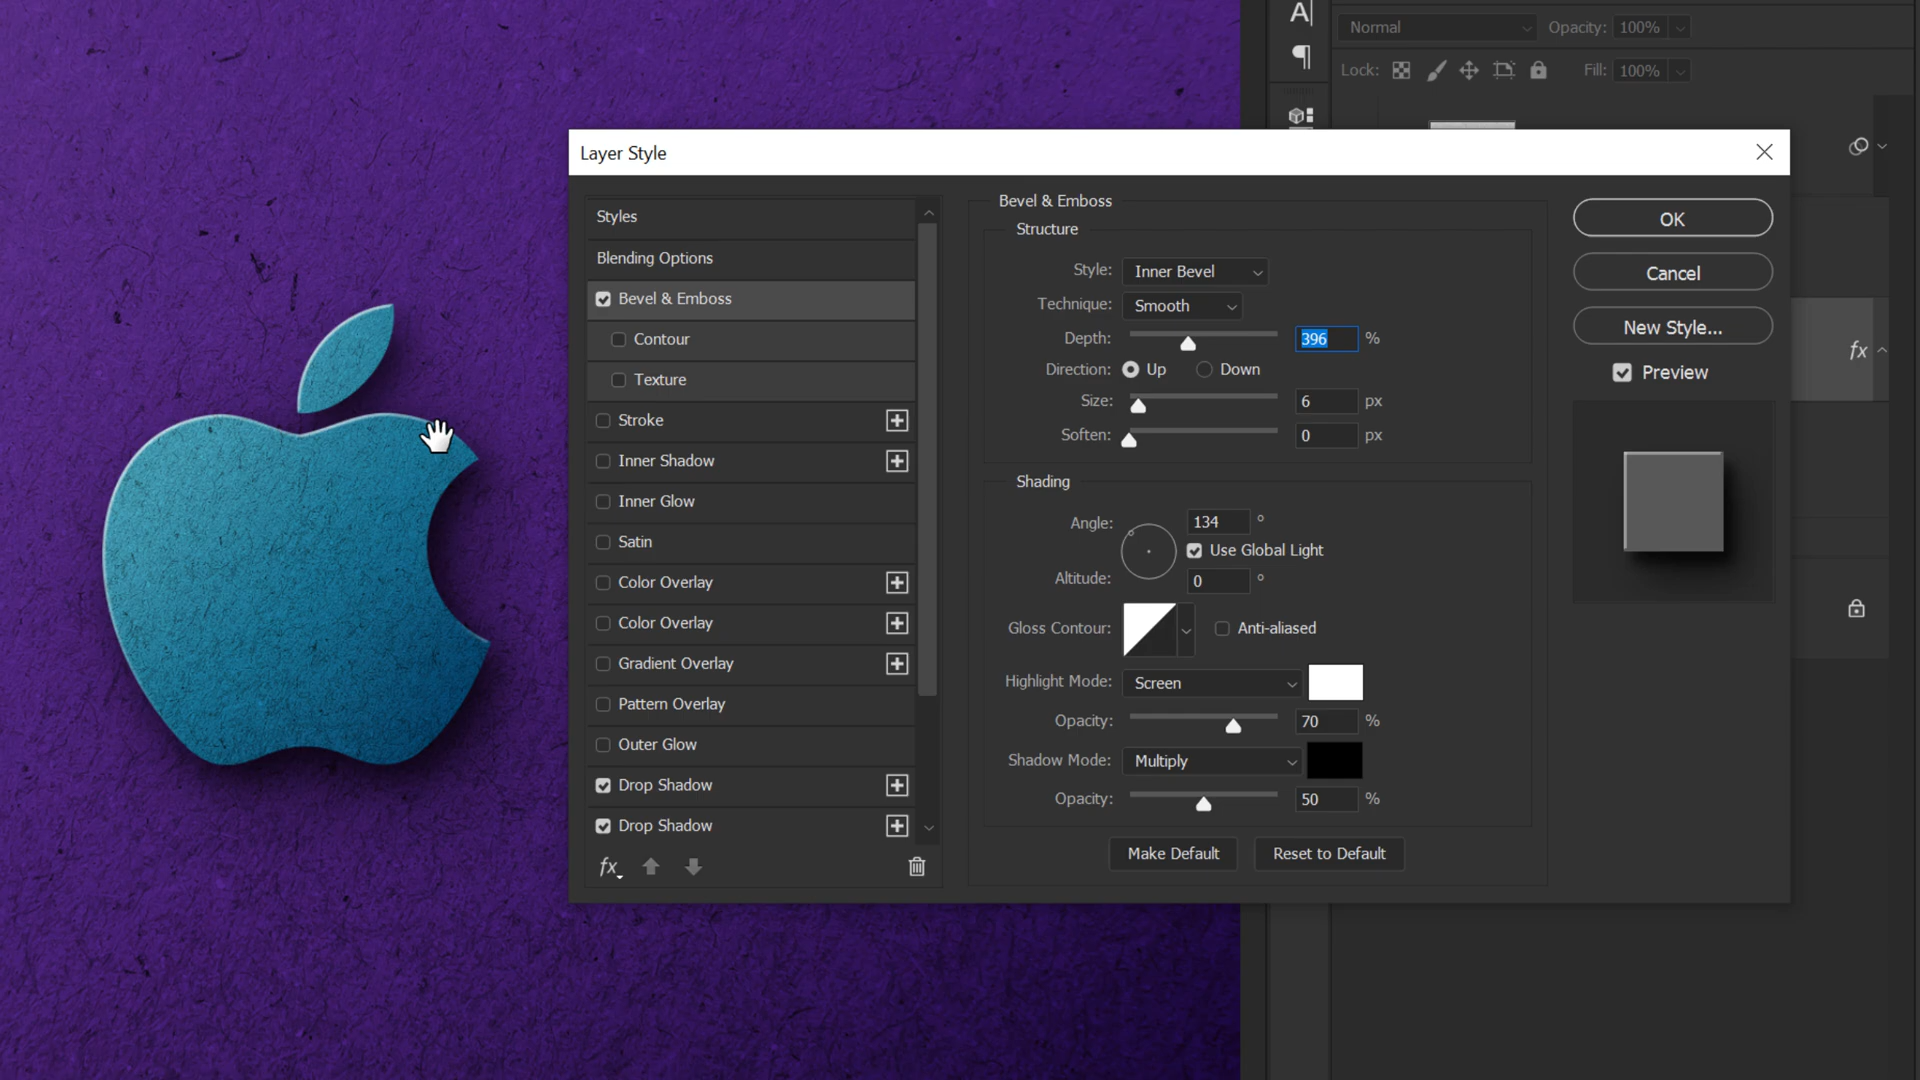 A|
¶
Normal
Opacity: 100%
Lock:
Fill: 100%
Layer Style
Styles
Blending Options
Bevel & Emboss
Contour
Texture
Stroke
Inner Shadow
Inner Glow
Satin
Color Overlay
Color Overlay
Gradient Overlay
Pattern Overlay
Outer Glow
Drop Shadow
Drop Shadow
fx
Bevel & Emboss
Structure
Style: Inner Bevel
Technique: Smooth
Depth: 396 %
Direction: Up Down
Size: 6 px
Soften: 0 px
Shading
Angle: 134 °
Use Global Light
Altitude: 0 °
Gloss Contour: Anti-aliased
Highlight Mode: Screen
Opacity: 70 %
Shadow Mode: Multiply
Opacity: 50 %
Make Default Reset to Default
OK
Cancel
New Style...
Preview
fx